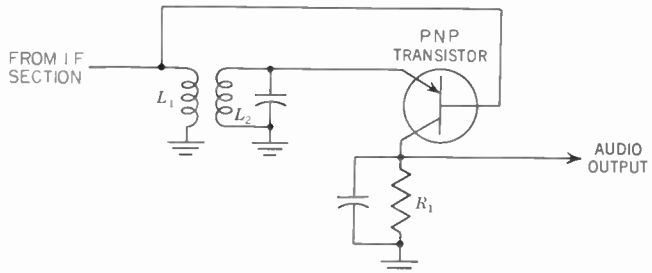 PNP
TRANSISTOR
FROM I F
SECTION
L₁
L₂
AUDIO
OUTPUT
R₁